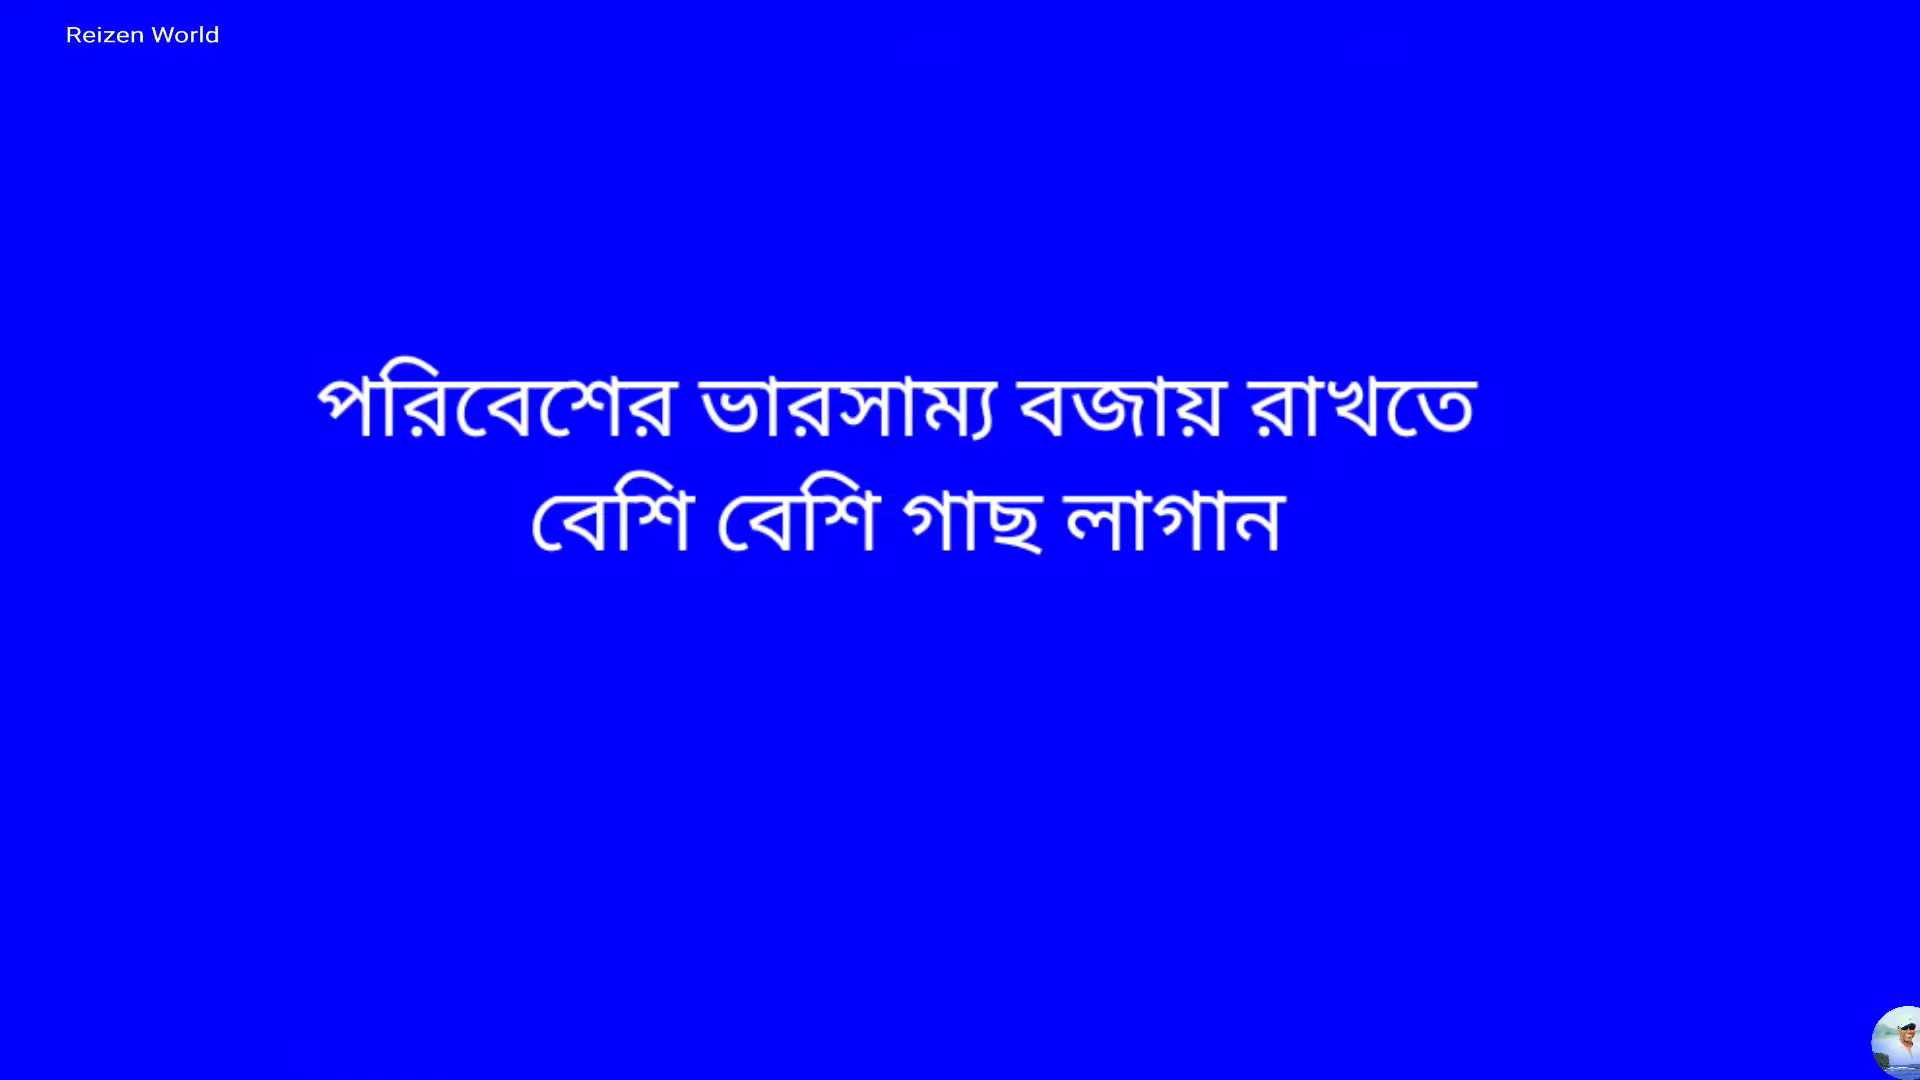 Reizen World
পরিবেশের ভারসাম্য বজায় রাখতে
বেশি বেশি গাছ লাগান